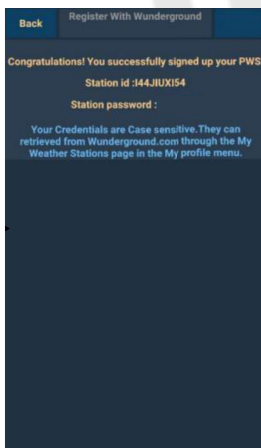 Back
Register With Wunderground
Congratulations! You successfully signed up your PWS
Station id :I44JIUXI54
Station password :
Your Credentials are Case sensitive.They can
retrieved from Wunderground.com through the My
Weather Stations page in the My profile menu.